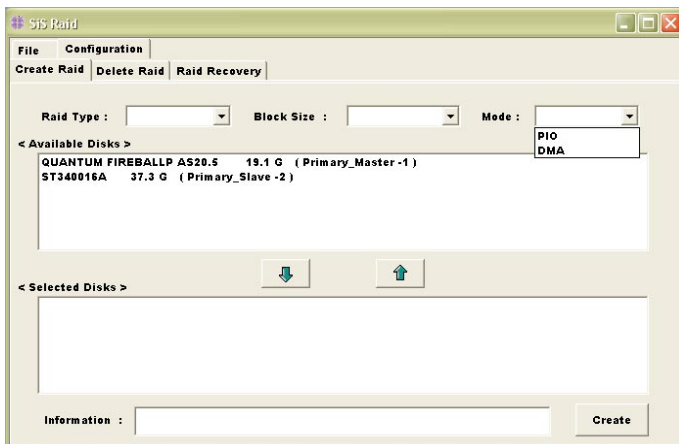 SiS Raid
File Configuration
Create Raid Delete Raid Raid Recovery
Raid Type : Block Size : Mode :
PIO
DMA
< Available Disks >
QUANTUM FIREBALLP AS20.5 19.1 G ( Primary_Master -1 )
ST340016A 37.3 G ( Primary_Slave -2 )
< Selected Disks >
Information : Create